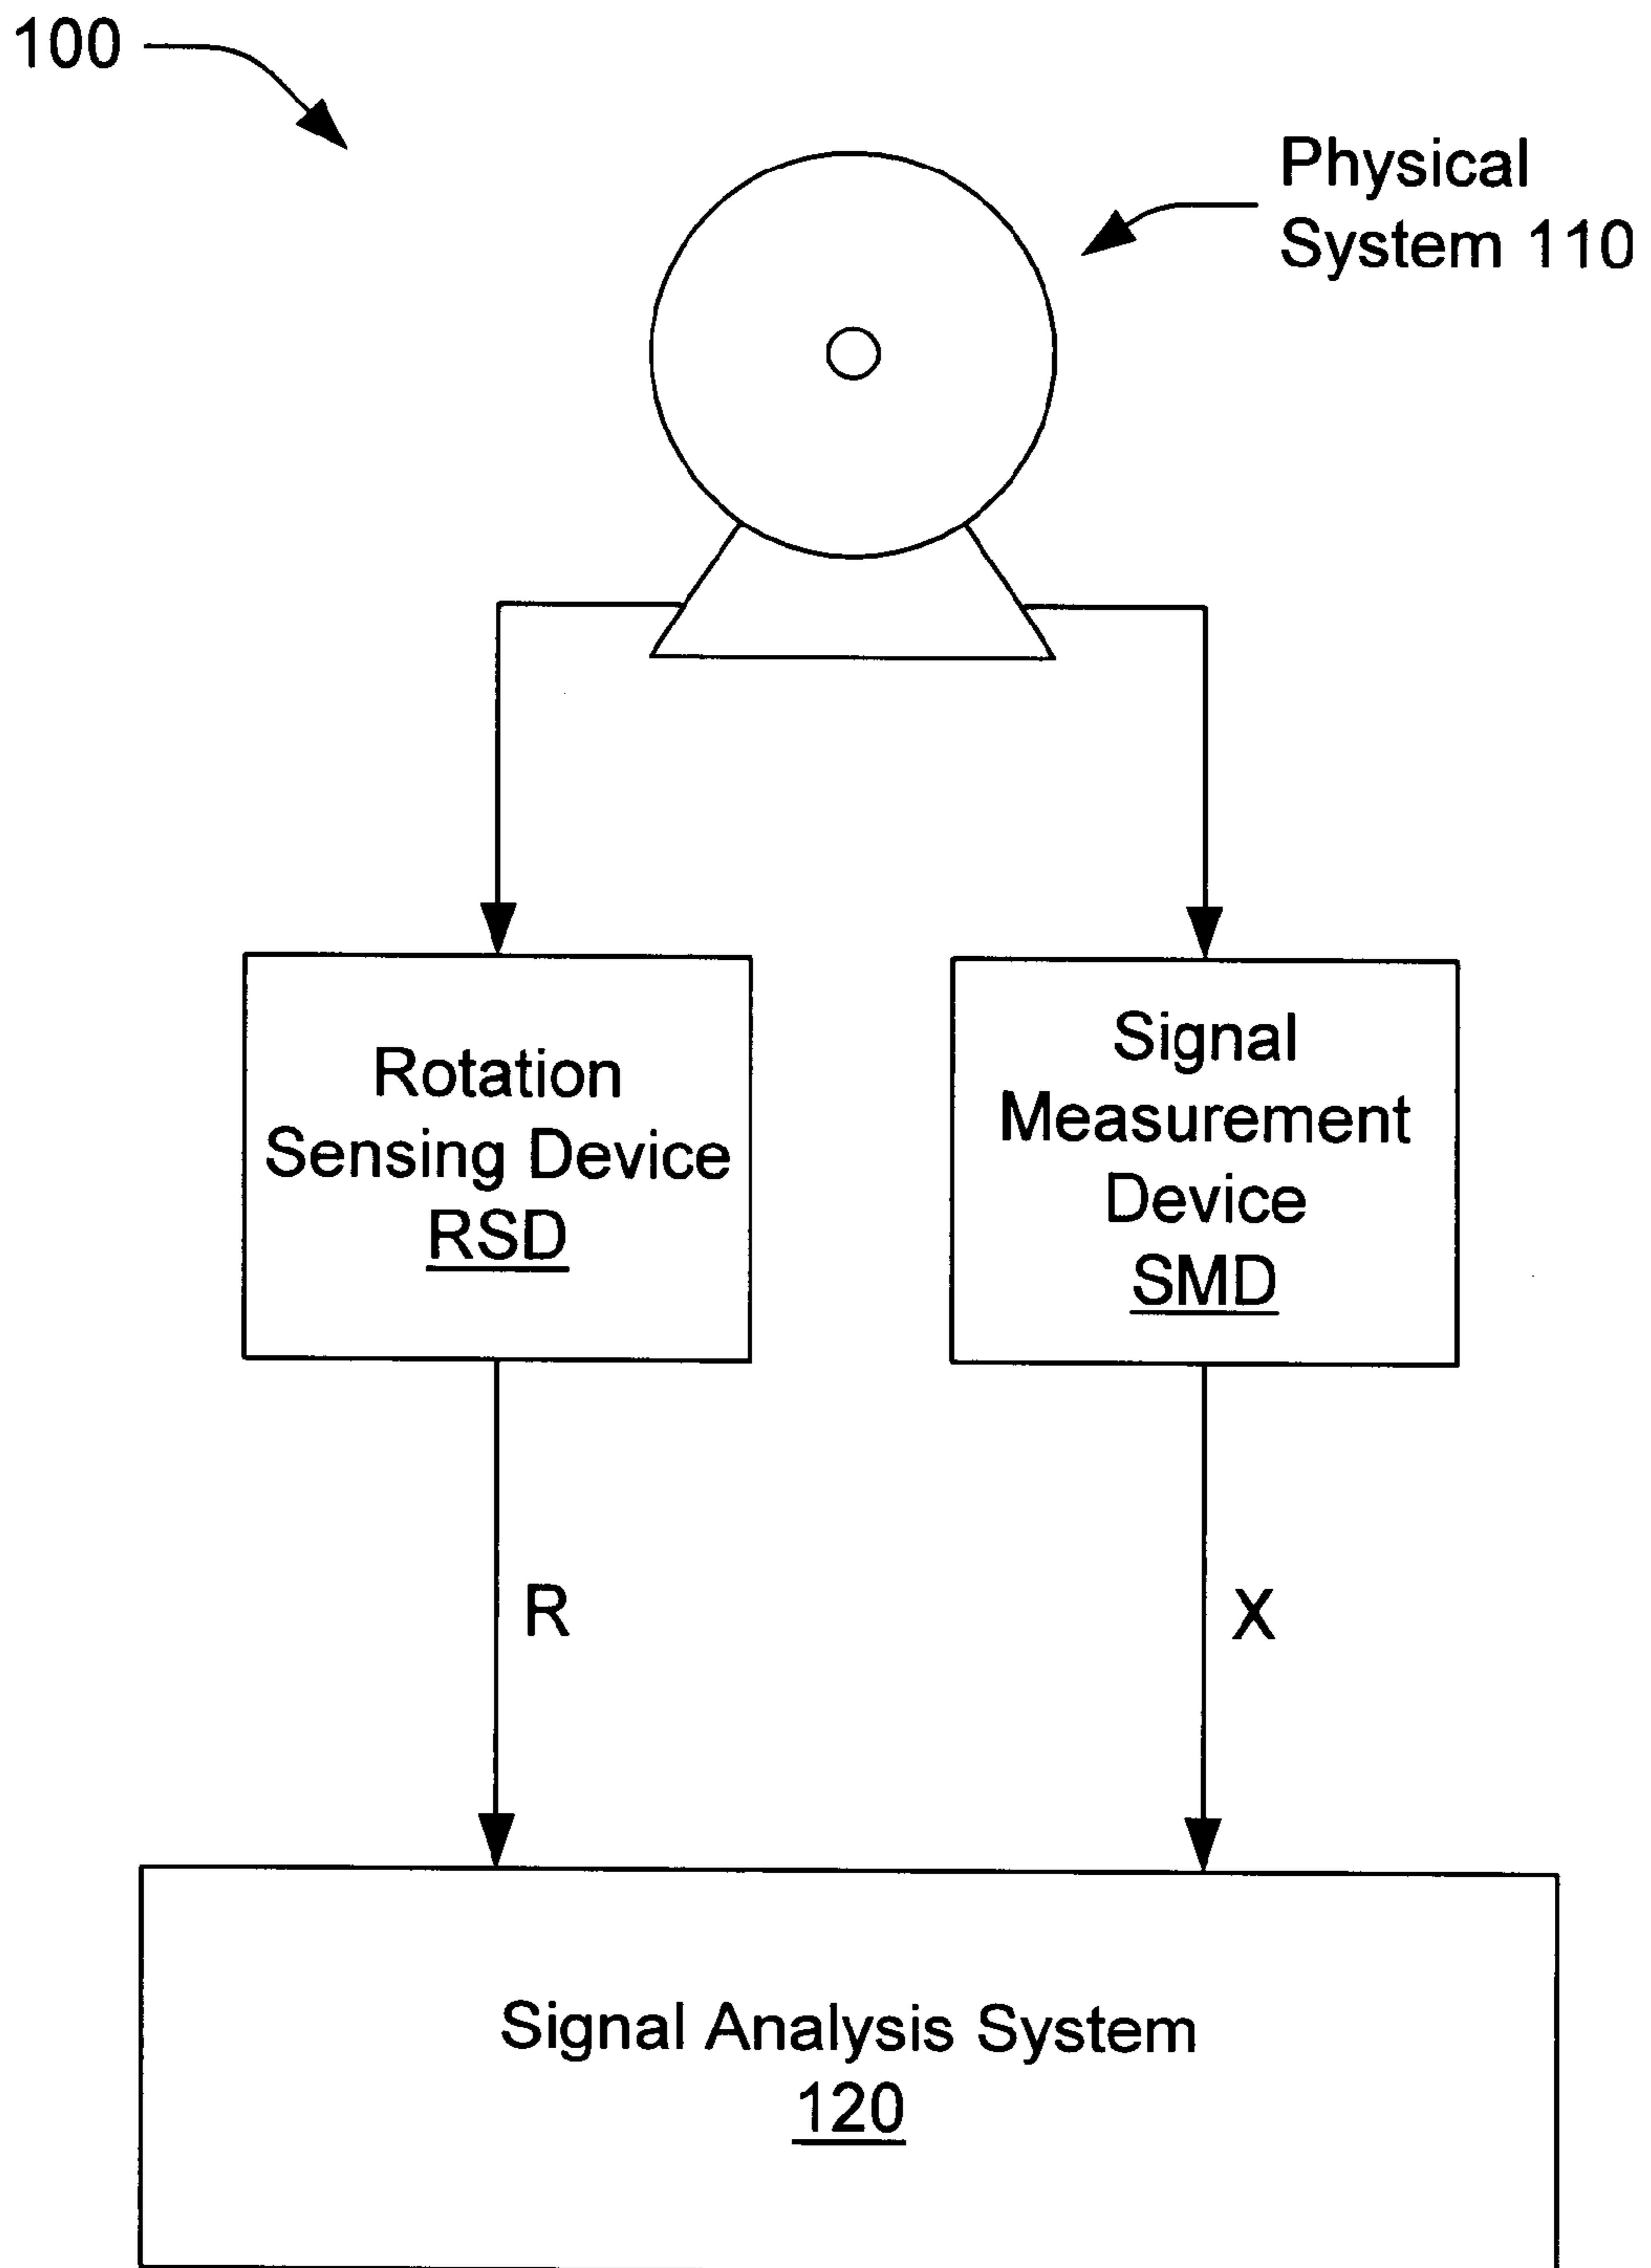 100
Physical
System 110
Rotation
Sensing Device
RSD
Signal
Measurement
Device
SMD
R
X
Signal Analysis System
120